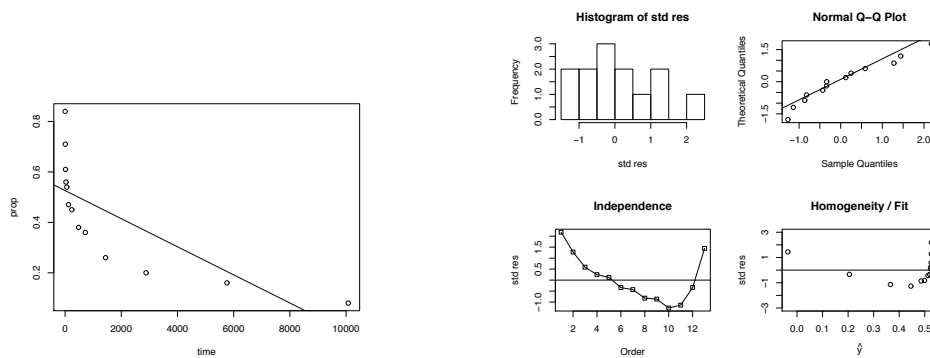 Histogram of std res
Frequency
0.0 1.0 2.0 3.0
−1 0 1 2
std res
Normal Q−Q Plot
Theoretical Quantiles
−1.5 0.0 1.5
−1.0 0.0 1.0 2.0
Sample Quantiles
prop
0.2 0.4 0.6 0.8
0 2000 4000 6000 8000 10000
time
Independence
std res
−1.0 0.5 1.5
2 4 6 8 10 12
Order
Homogeneity / Fit
std res
−3 −1 1 3
0.0 0.1 0.2 0.3 0.4 0.5
ŷ